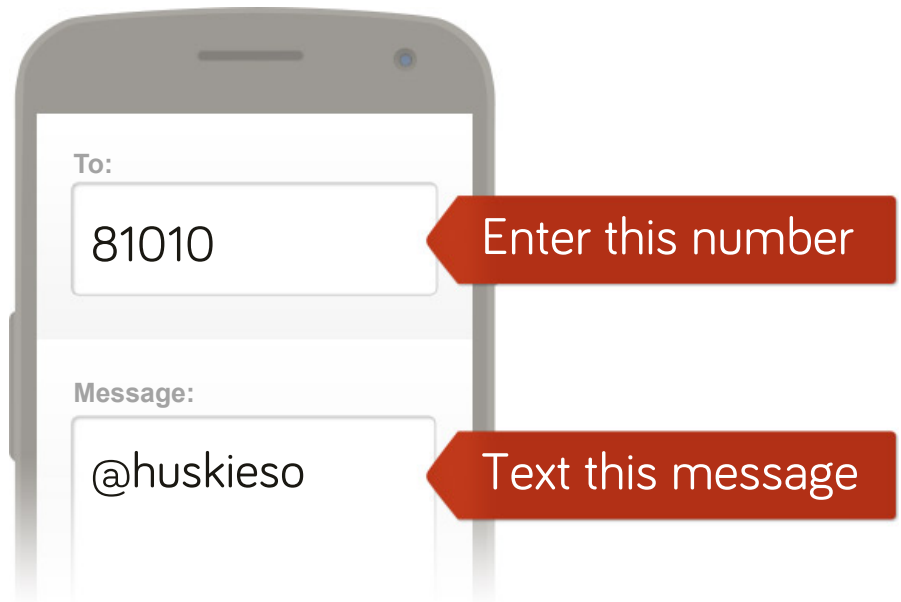 To:
81010
Enter this number
Message:
@huskieso
Text this message